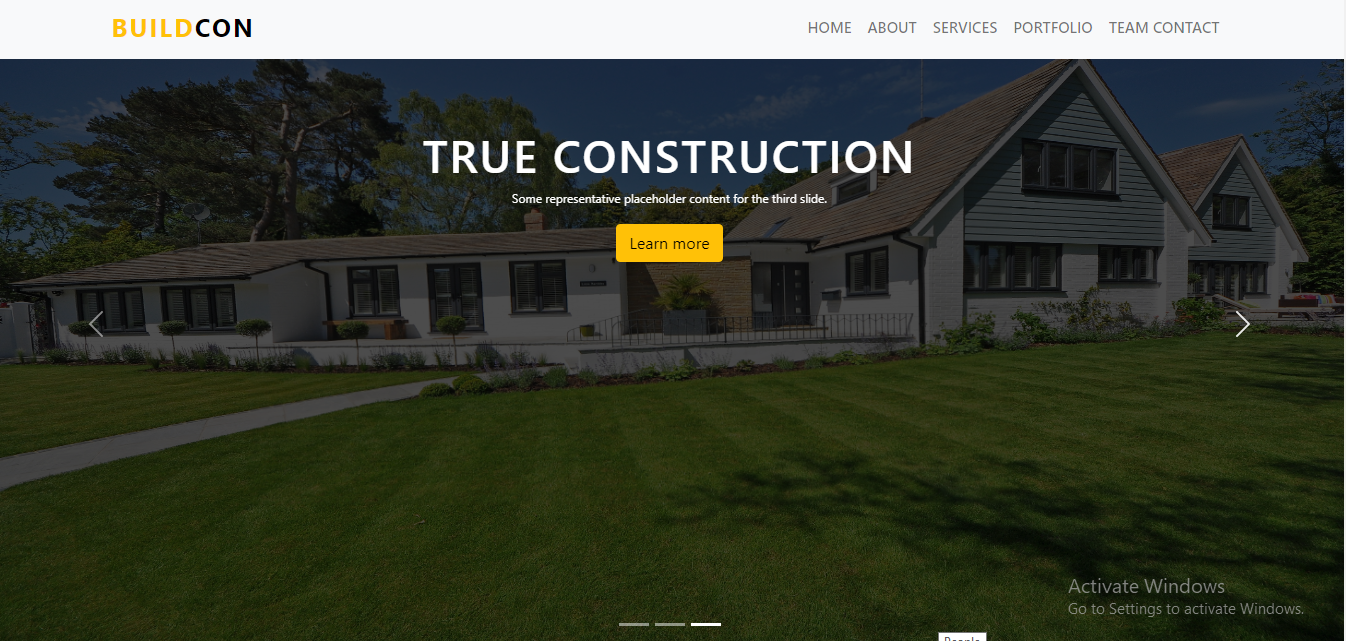 BUILDCON
HOME ABOUT SERVICES PORTFOLIO TEAM CONTACT
TRUE CONSTRUCTION
Some representative placeholder content for the third slide.
Learn more
Activate Windows
Go to Settings to activate Windows.